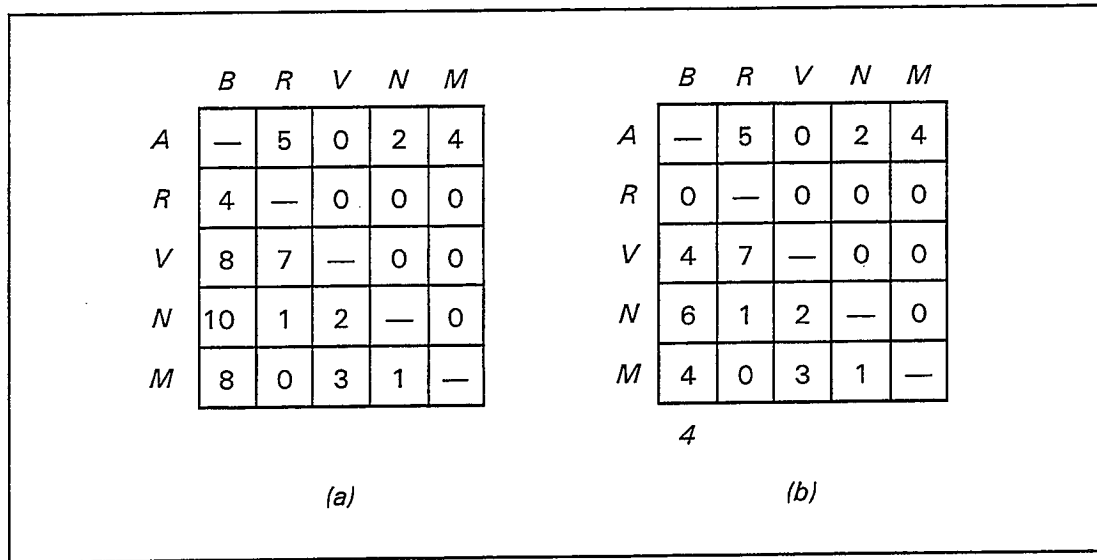 B R V N M
A — 5 0 2 4
R 4 — 0 0 0
V 8 7 — 0 0
N 10 1 2 — 0
M 8 0 3 1 —
(a)
B R V N M
A — 5 0 2 4
R 0 — 0 0 0
V 4 7 — 0 0
N 6 1 2 — 0
M 4 0 3 1 —
4
(b)